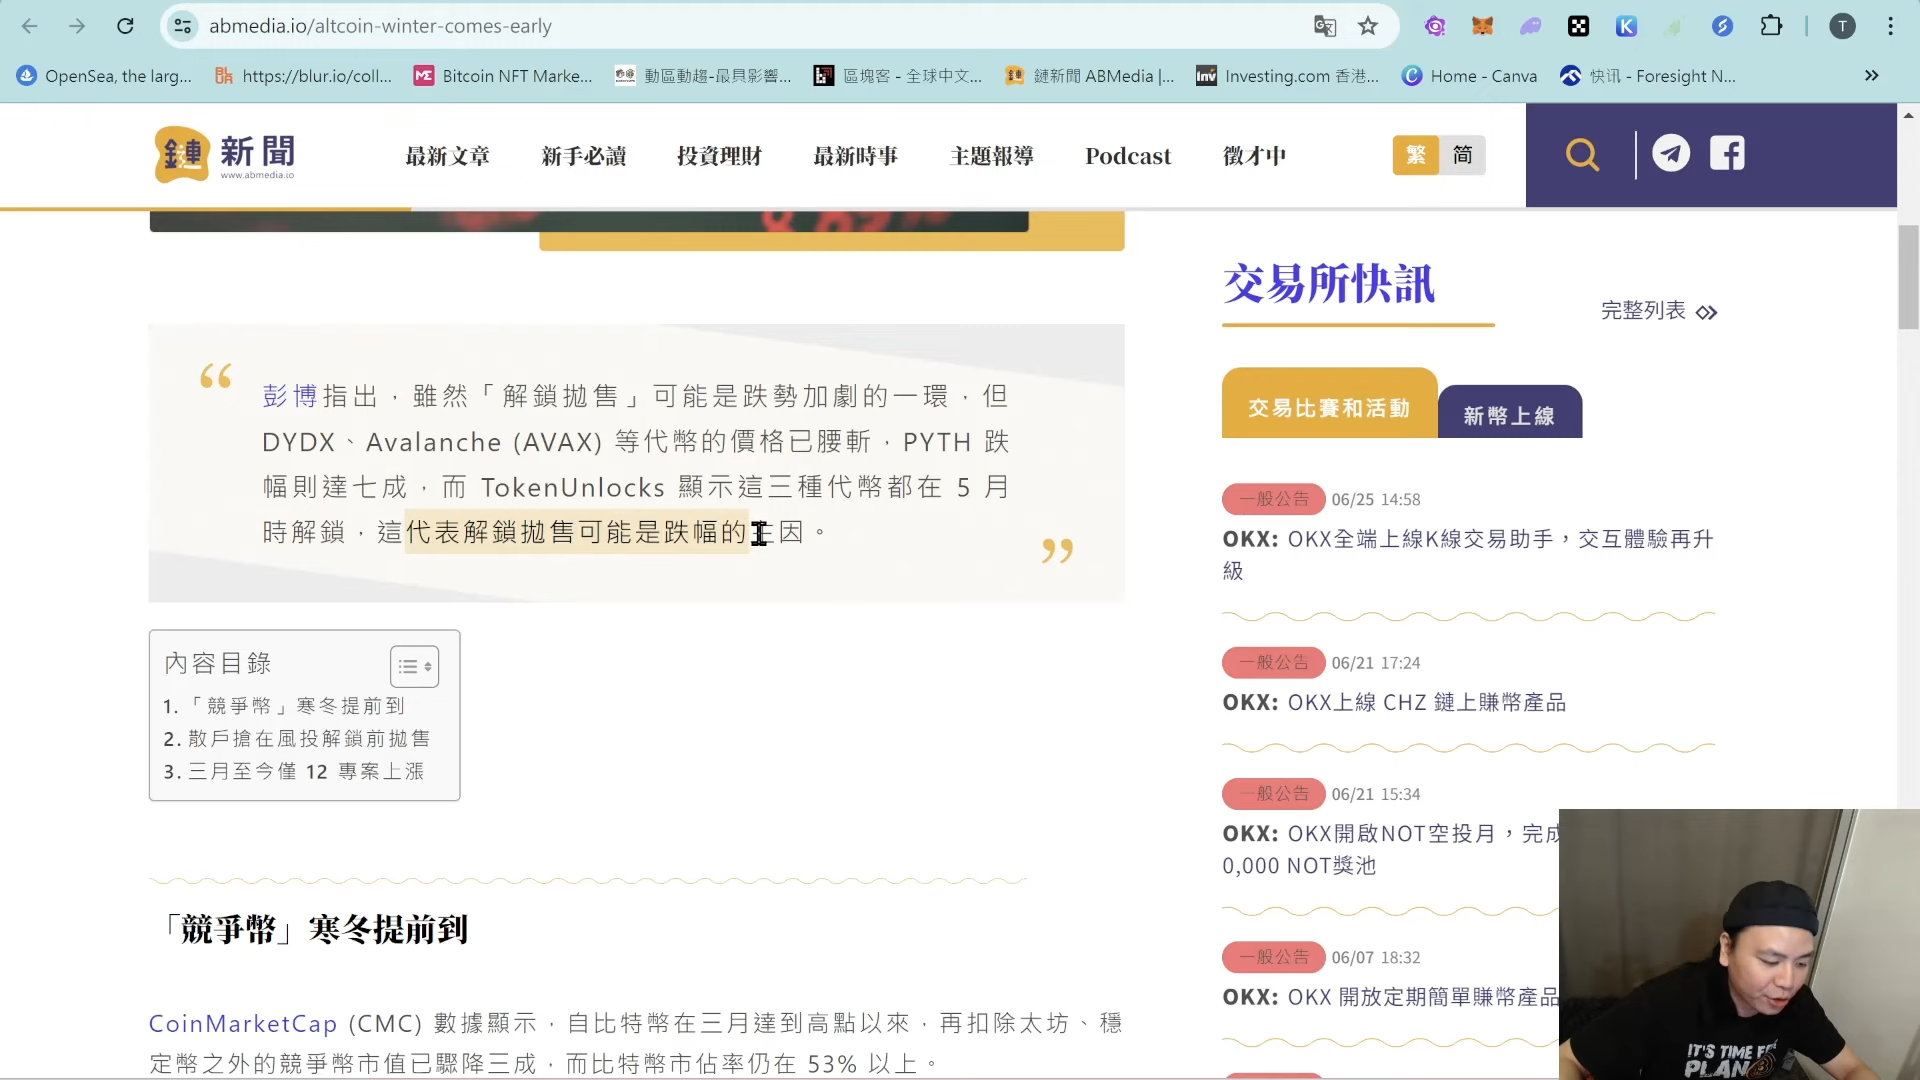 abmedia.io/altcoin-winter-comes-early
T
OpenSea, the larg...
https://blur.io/coll...
Bitcoin NFT Marke...
動區動趨-最具影響...
區塊客 - 全球中文...
鏈新聞 ABMedia |...
Investing.com 香港...
Home - Canva
快讯 - Foresight N...
鏈新聞
www.abmedia.io
最新文章
新手必讀
投資理財
最新時事
主題報導
Podcast
徵才中
繁 简
彭博指出，雖然「解鎖拋售」可能是跌勢加劇的一環，但
DYDX、Avalanche (AVAX) 等代幣的價格已腰斬，PYTH 跌
幅則達七成，而 TokenUnlocks 顯示這三種代幣都在 5 月
時解鎖，這代表解鎖拋售可能是跌幅的主因。
內容目錄
1.「競爭幣」寒冬提前到
2. 散戶搶在風投解鎖前拋售
3. 三月至今僅 12 專案上漲
「競爭幣」寒冬提前到
CoinMarketCap (CMC) 數據顯示，自比特幣在三月達到高點以來，再扣除太坊、穩
定幣之外的競爭幣市值已驟降三成，而比特幣市佔率仍在 53% 以上。
交易所快訊
完整列表
交易比賽和活動
新幣上線
一般公告 06/25 14:58
OKX: OKX全端上線K線交易助手，交互體驗再升
級
一般公告 06/21 17:24
OKX: OKX上線 CHZ 鏈上賺幣產品
一般公告 06/21 15:34
OKX: OKX開啟NOT空投月，完成
0,000 NOT獎池
一般公告 06/07 18:32
OKX: OKX 開放定期簡單賺幣產品
IT'S TIME F
PLAN